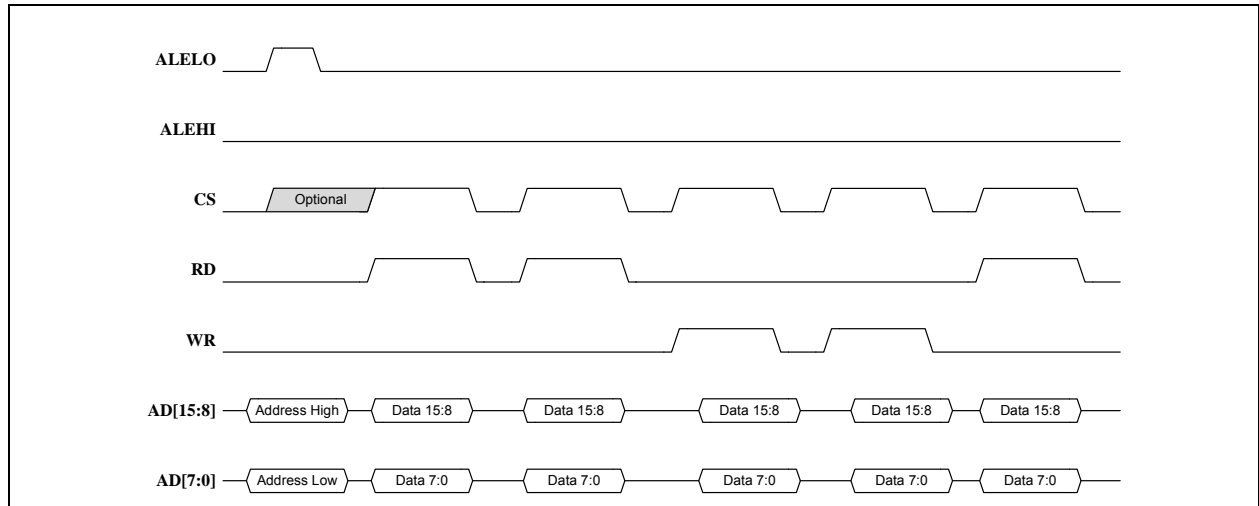 ALELO
ALEHI
CS Optional
RD
WR
AD[15:8] Address High Data 15:8 Data 15:8 Data 15:8 Data 15:8 Data 15:8
AD[7:0] Address Low Data 7:0 Data 7:0 Data 7:0 Data 7:0 Data 7:0